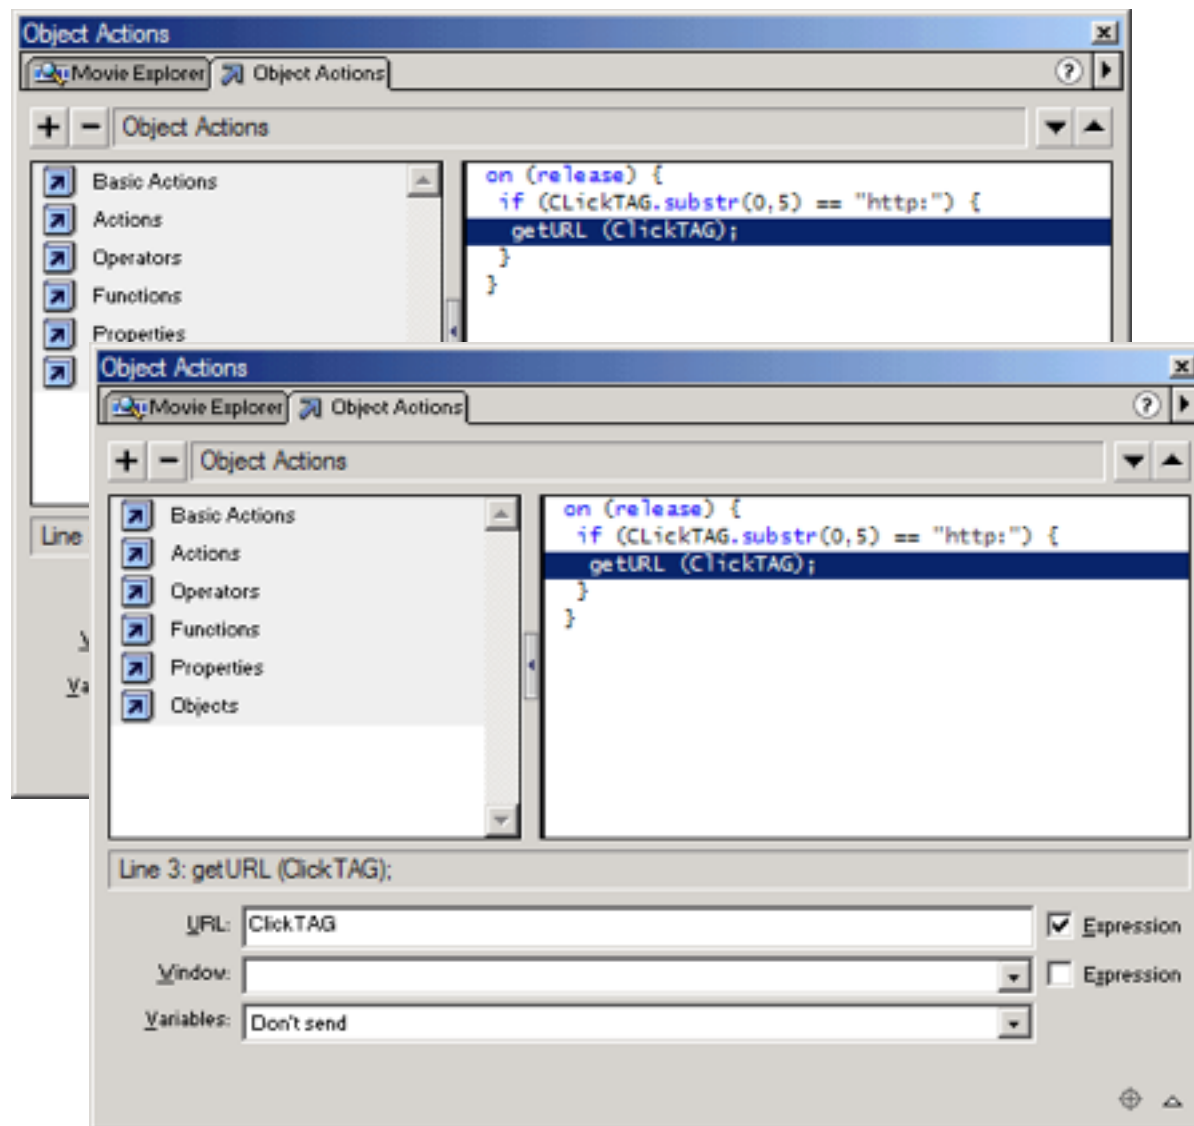 Object Actions
Movie Explorer Object Actions
Object Actions
Basic Actions
Actions
Operators
Functions
Properties
on (release) {
if (CLickTAG.substr(0,5) == "http:") {
getURL (ClickTAG);
}
}
Line
Va
Object Actions
Movie Explorer Object Actions
Object Actions
Basic Actions
Actions
Operators
Functions
Properties
Objects
on (release) {
if (CLickTAG.substr(0,5) == "http:") {
getURL (ClickTAG);
}
}
Line 3: getURL (ClickTAG);
URL: ClickTAG Expression
Window: Expression
Variables: Don't send